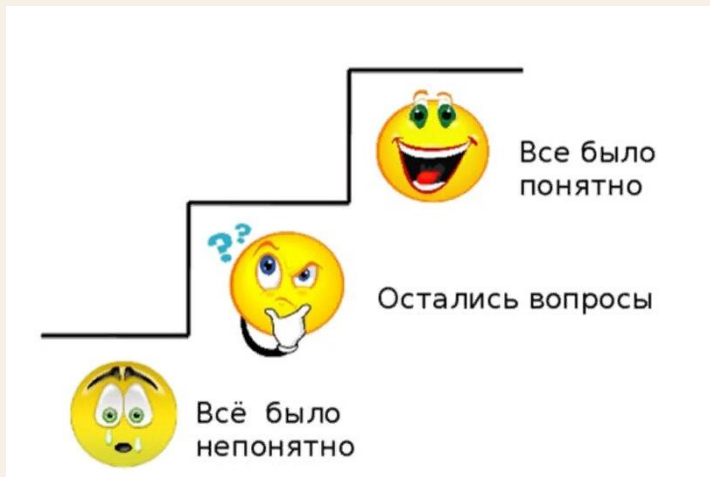 ??
Все было
понятно
Остались вопросы
Всё было
непонятно